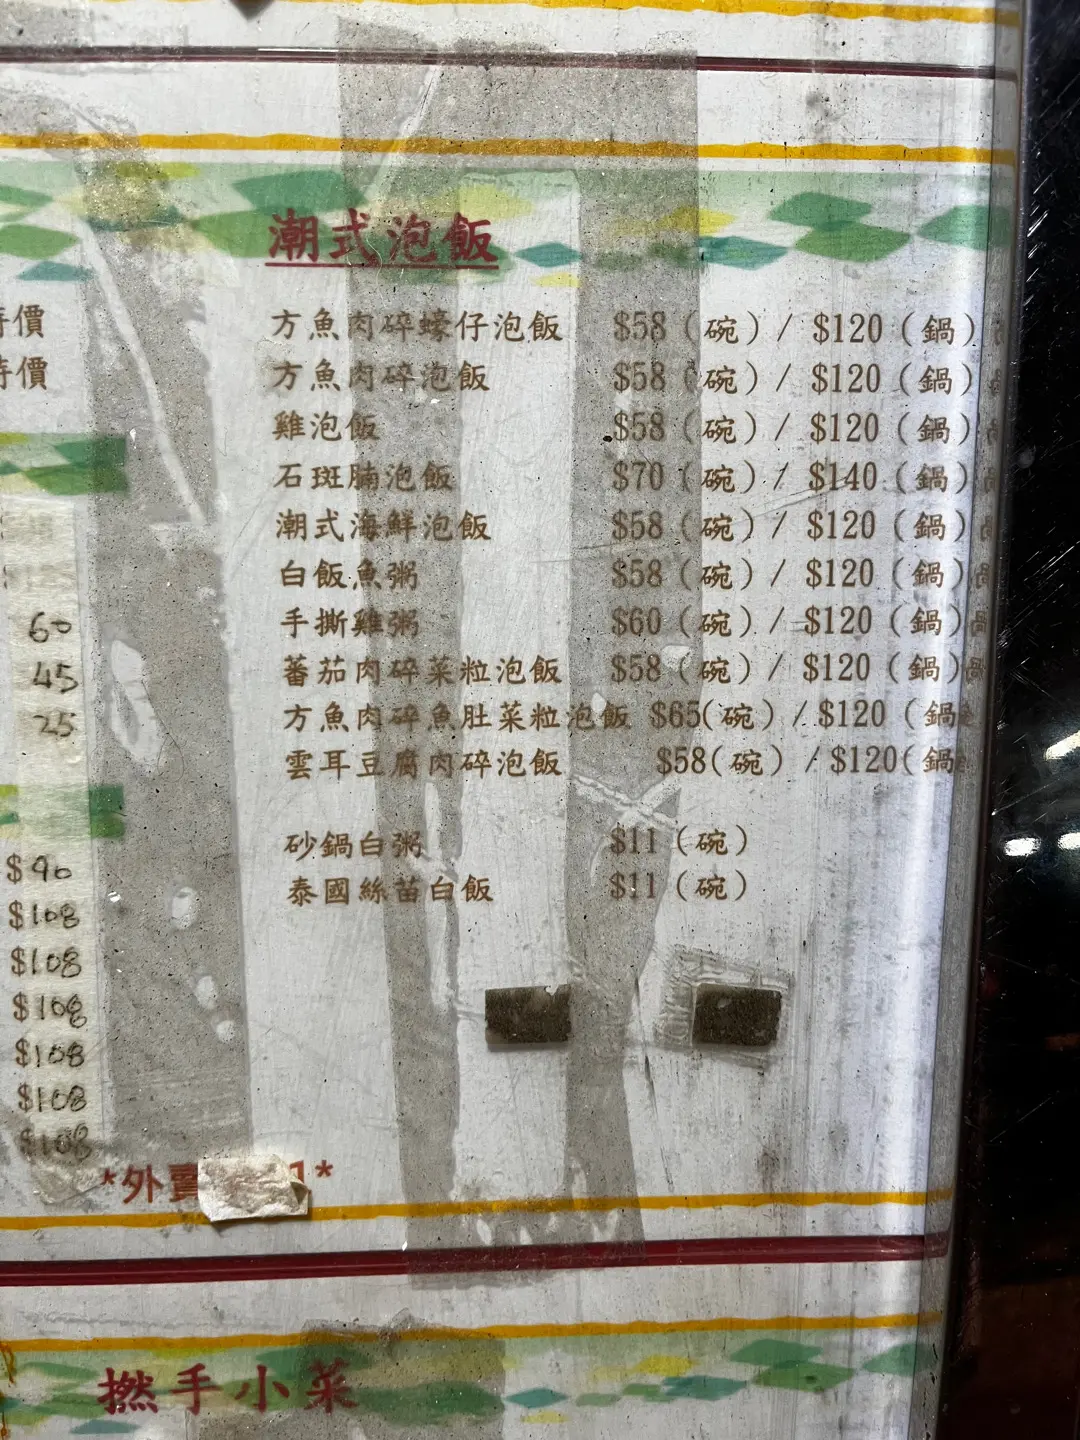 潮式泡飯
特價
特價
方魚肉碎蠔仔泡飯 $58（碗）/ $120（鍋）
方魚肉碎泡飯 $58（碗）/ $120（鍋）
雞泡飯 $58（碗）/ $120（鍋）
石斑腩泡飯 $70（碗）/ $140（鍋）
潮式海鮮泡飯 $58（碗）/ $120（鍋）
白飯魚粥 $58（碗）/ $120（鍋）
手撕雞粥 $60（碗）/ $120（鍋）
蕃茄肉碎菜粒泡飯 $58（碗）/ $120（鍋）
方魚肉碎魚肚菜粒泡飯 $65(碗）/ $120（鍋
雲耳豆腐肉碎泡飯 $58(碗）/ $120(鍋
砂鍋白粥 $11（碗）
泰國絲苗白飯 $11（碗）
60
45
25
$90
$108
$108
$108
$108
$108
$108
*外賣 1*
撚手小菜